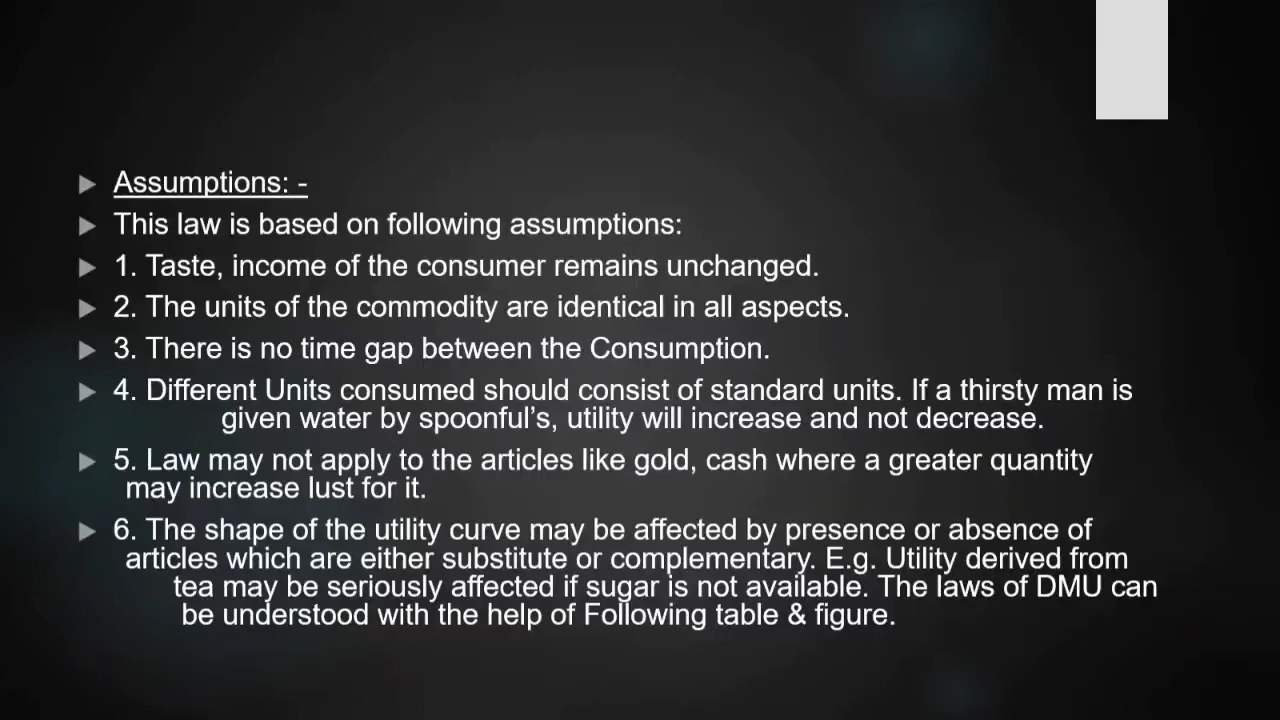 Assumptions: -
This law is based on following assumptions:
1. Taste, income of the consumer remains unchanged.
2. The units of the commodity are identical in all aspects.
3. There is no time gap between the Consumption.
4. Different Units consumed should consist of standard units. If a thirsty man is
given water by spoonful’s, utility will increase and not decrease.
5. Law may not apply to the articles like gold, cash where a greater quantity
may increase lust for it.
6. The shape of the utility curve may be affected by presence or absence of
articles which are either substitute or complementary. E.g. Utility derived from
tea may be seriously affected if sugar is not available. The laws of DMU can
be understood with the help of Following table & figure.